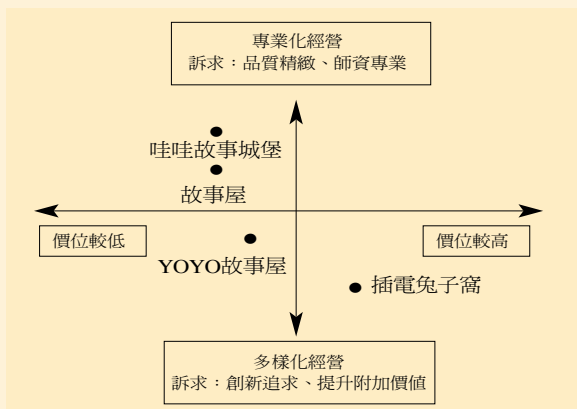 專業化經營
訴求：品質精緻、師資專業
哇哇故事城堡
故事屋
價位較低
價位較高
YOYO故事屋
插電兔子窩
多樣化經營
訴求：創新追求、提升附加價值